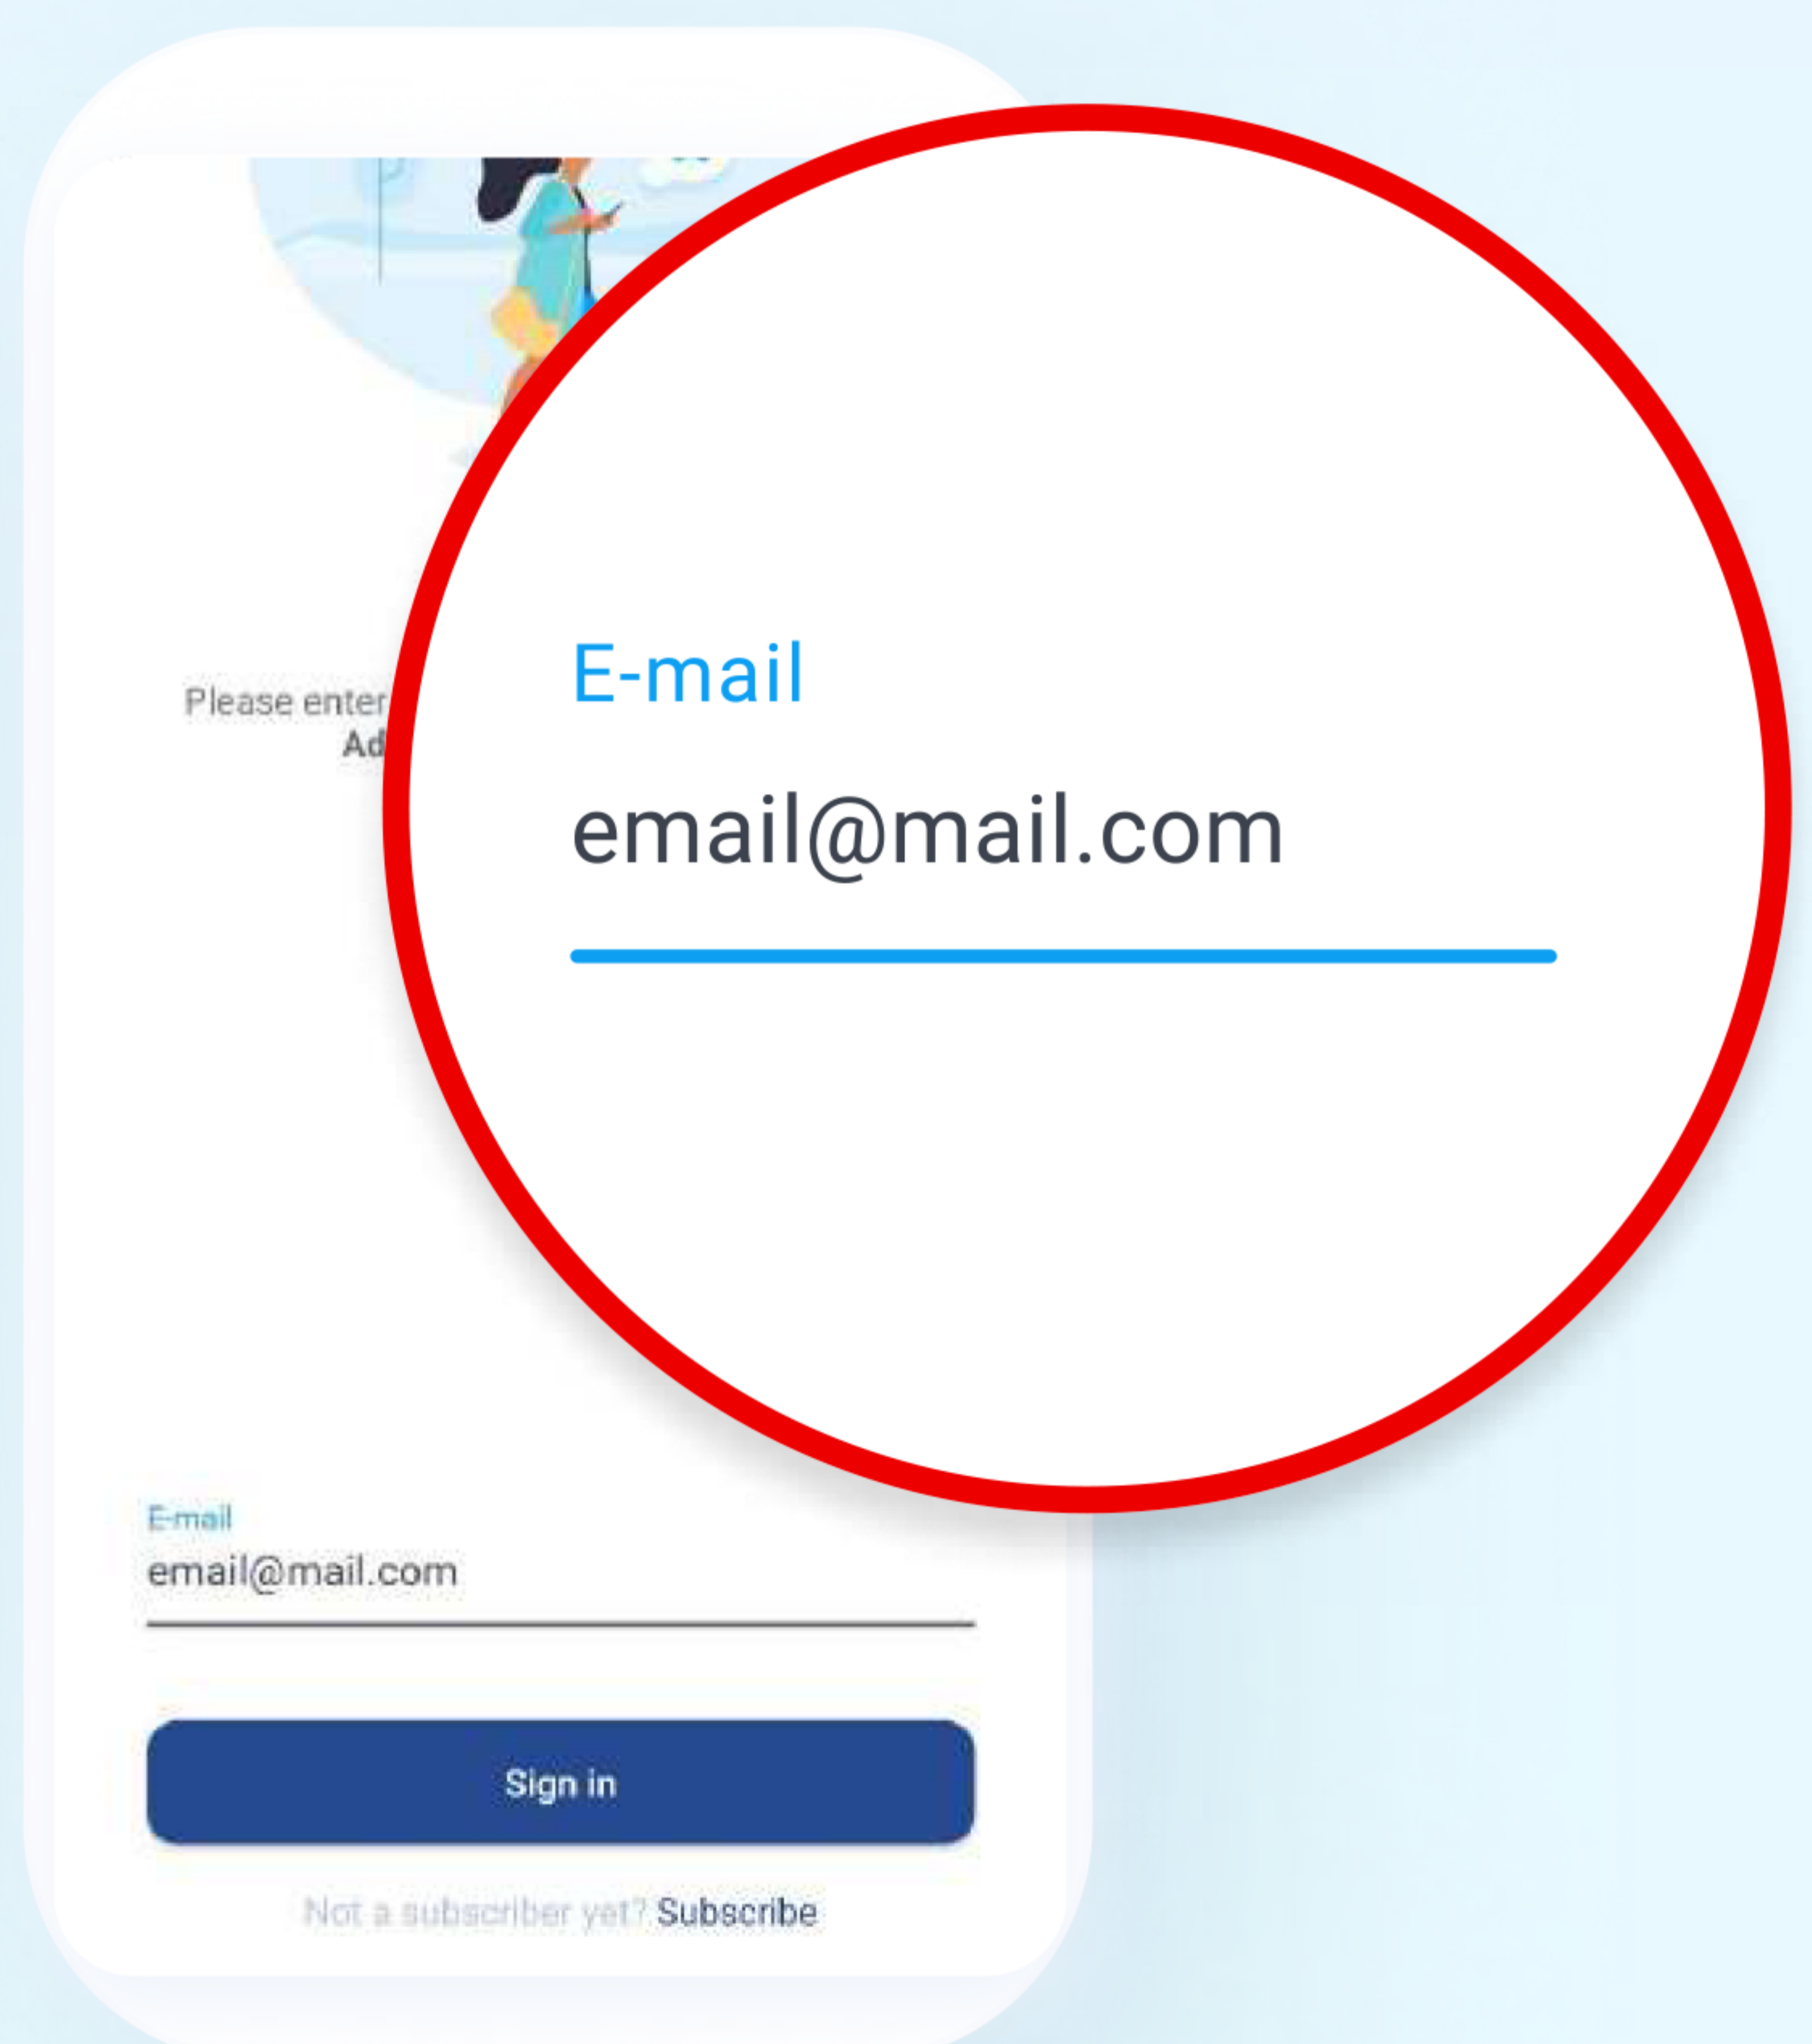 Please enter
Ad
E-mail
email@mail.com
E-mail
email@mail.com
Sign in
Not a subscriber yet? Subscribe